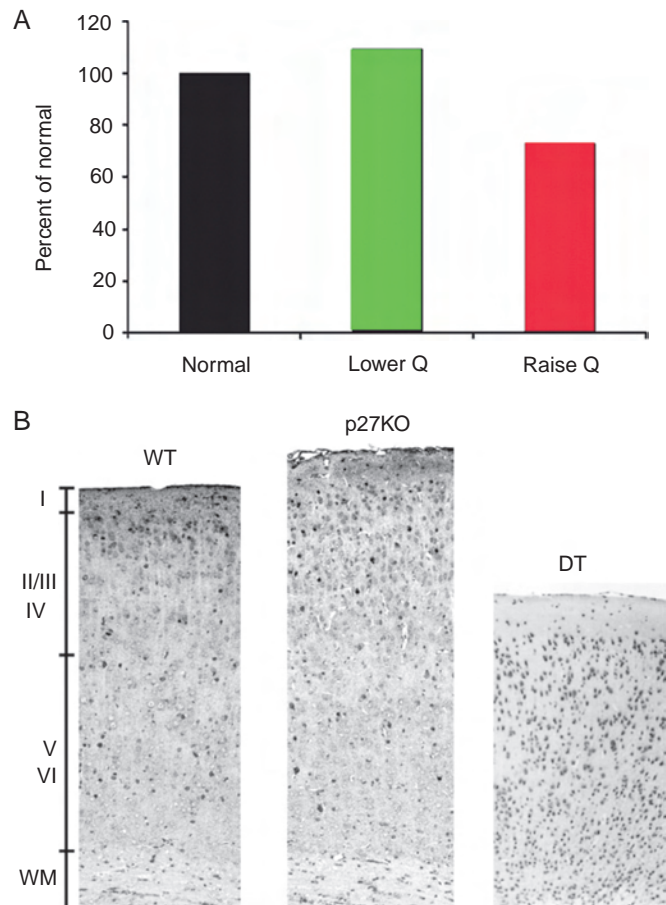 A
120
100
80
60
40
20
0
Percent of normal
Normal Lower Q Raise Q
B
WT
p27KO
DT
I
II/III
IV
V
VI
WM